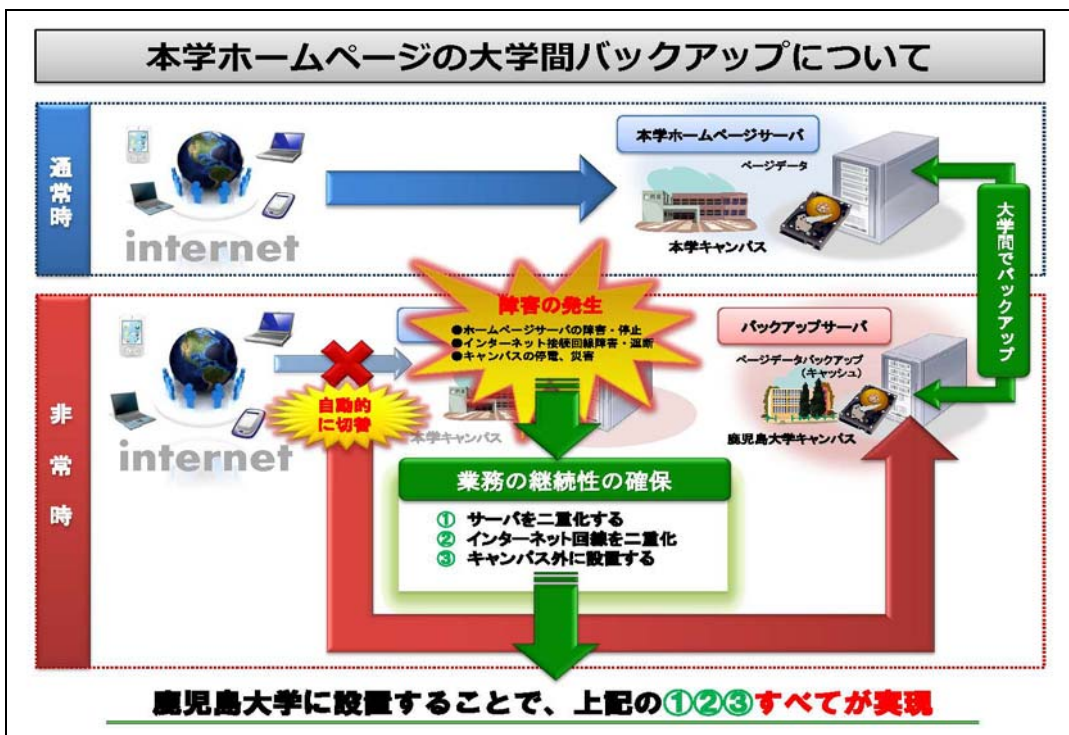 本学ホームページの大学間バックアップについて
通常時
internet
本学ホームページサーバ
ページデータ
本学キャンパス
大学間でバックアップ
非常時
internet
自動的
に切替
障害の発生
●ホームページサーバの障害・停止
●インターネット接続回線障害・遮断
●キャンパスの停電、災害
本学キャンパス
バックアップサーバ
ページデータバックアップ
(キャッシュ)
鹿児島大学キャンパス
業務の継続性の確保
① サーバを二重化する
② インターネット回線を二重化
③ キャンパス外に設置する
鹿児島大学に設置することで、上記の①②③すべてが実現